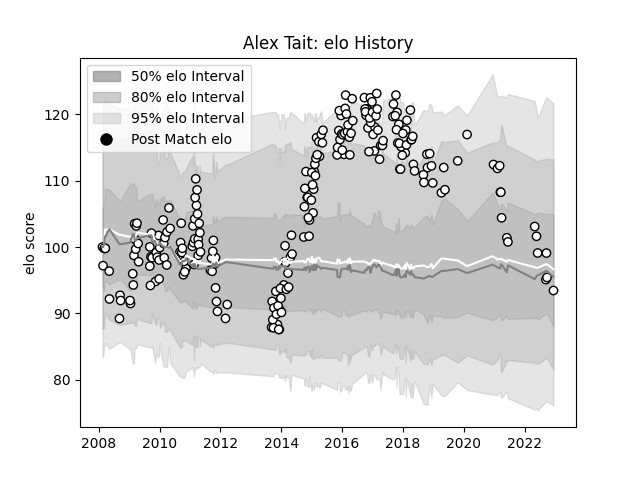 Alex Tait: elo History
50% elo Interval
80% elo Interval
95% elo Interval
Post Match elo
elo score
120
110
100
90
80
2008 2010 2012 2014 2016 2018 2020 2022